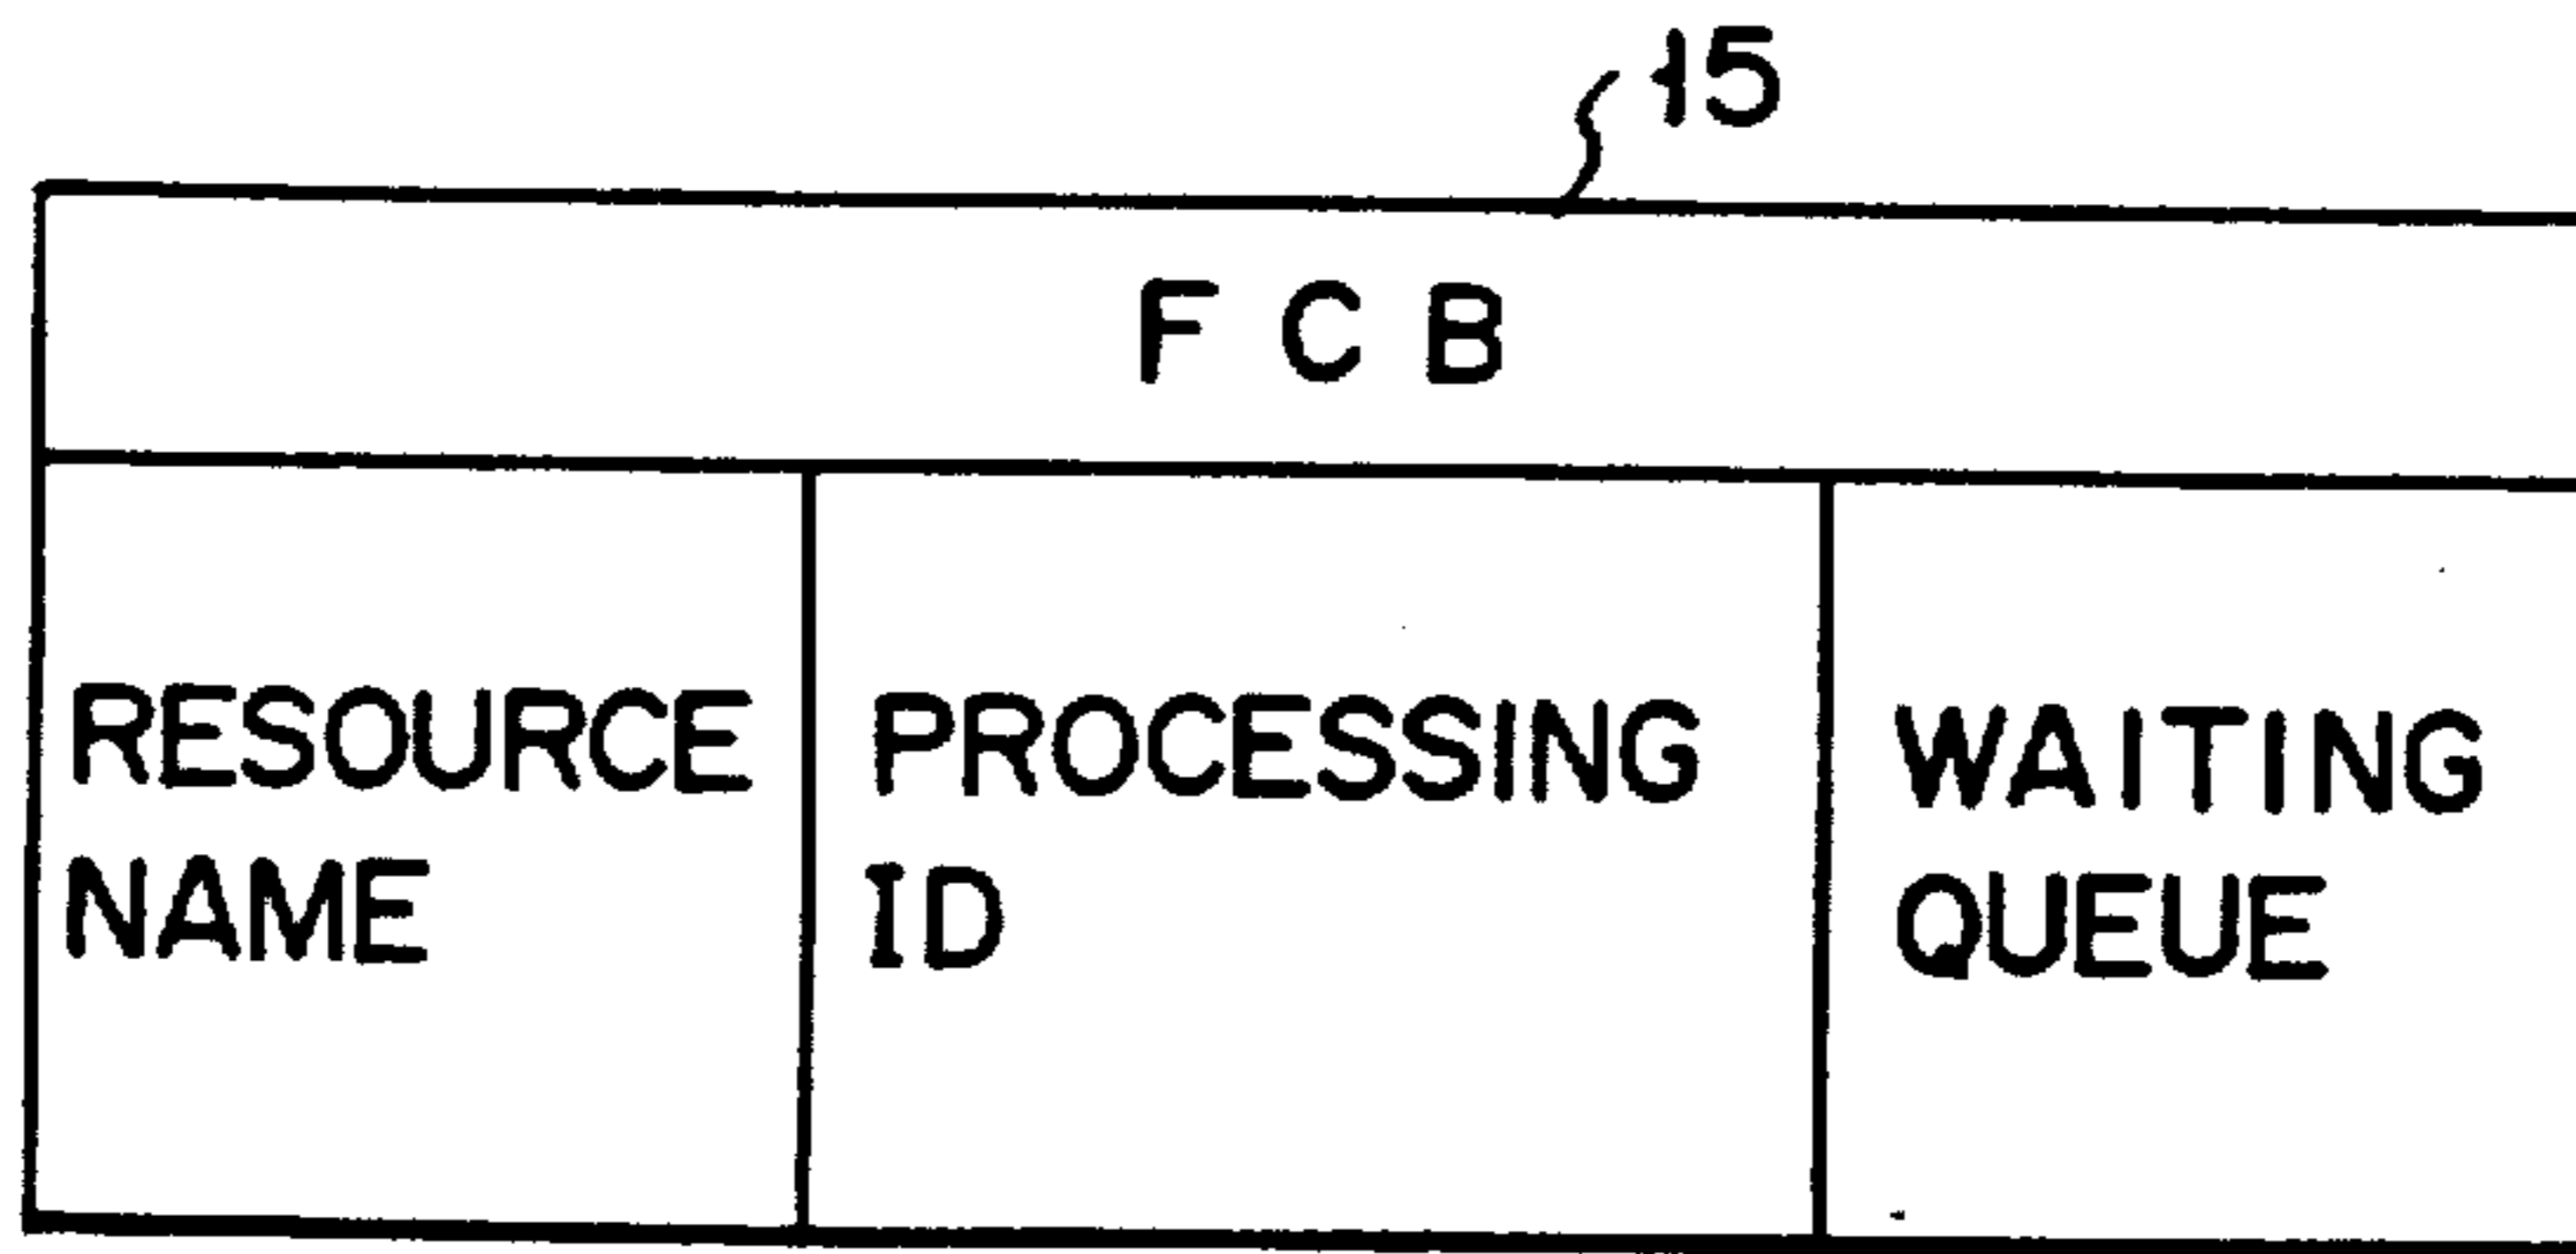 15
F C B
RESOURCE
NAME
PROCESSING
ID
WAITING
QUEUE